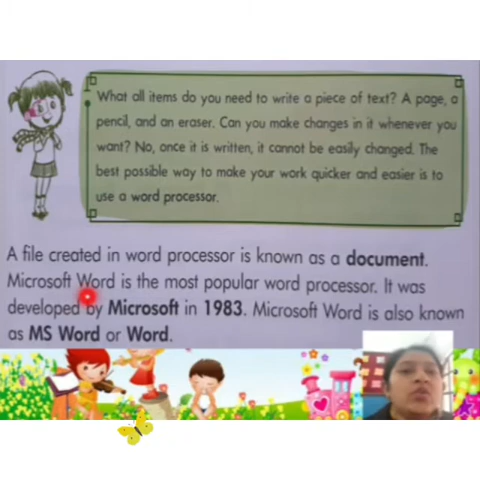 What all items do you need to write a piece of text? A page, a
pencil, and an eraser. Can you make changes in it whenever you
want? No, once it is written, it cannot be easily changed. The
best possible way to make your work quicker and easier is to
use a word processor.
A file created in word processor is known as a document.
Microsoft Word is the most popular word processor. It was
developed by Microsoft in 1983. Microsoft Word is also known
as MS Word or Word.